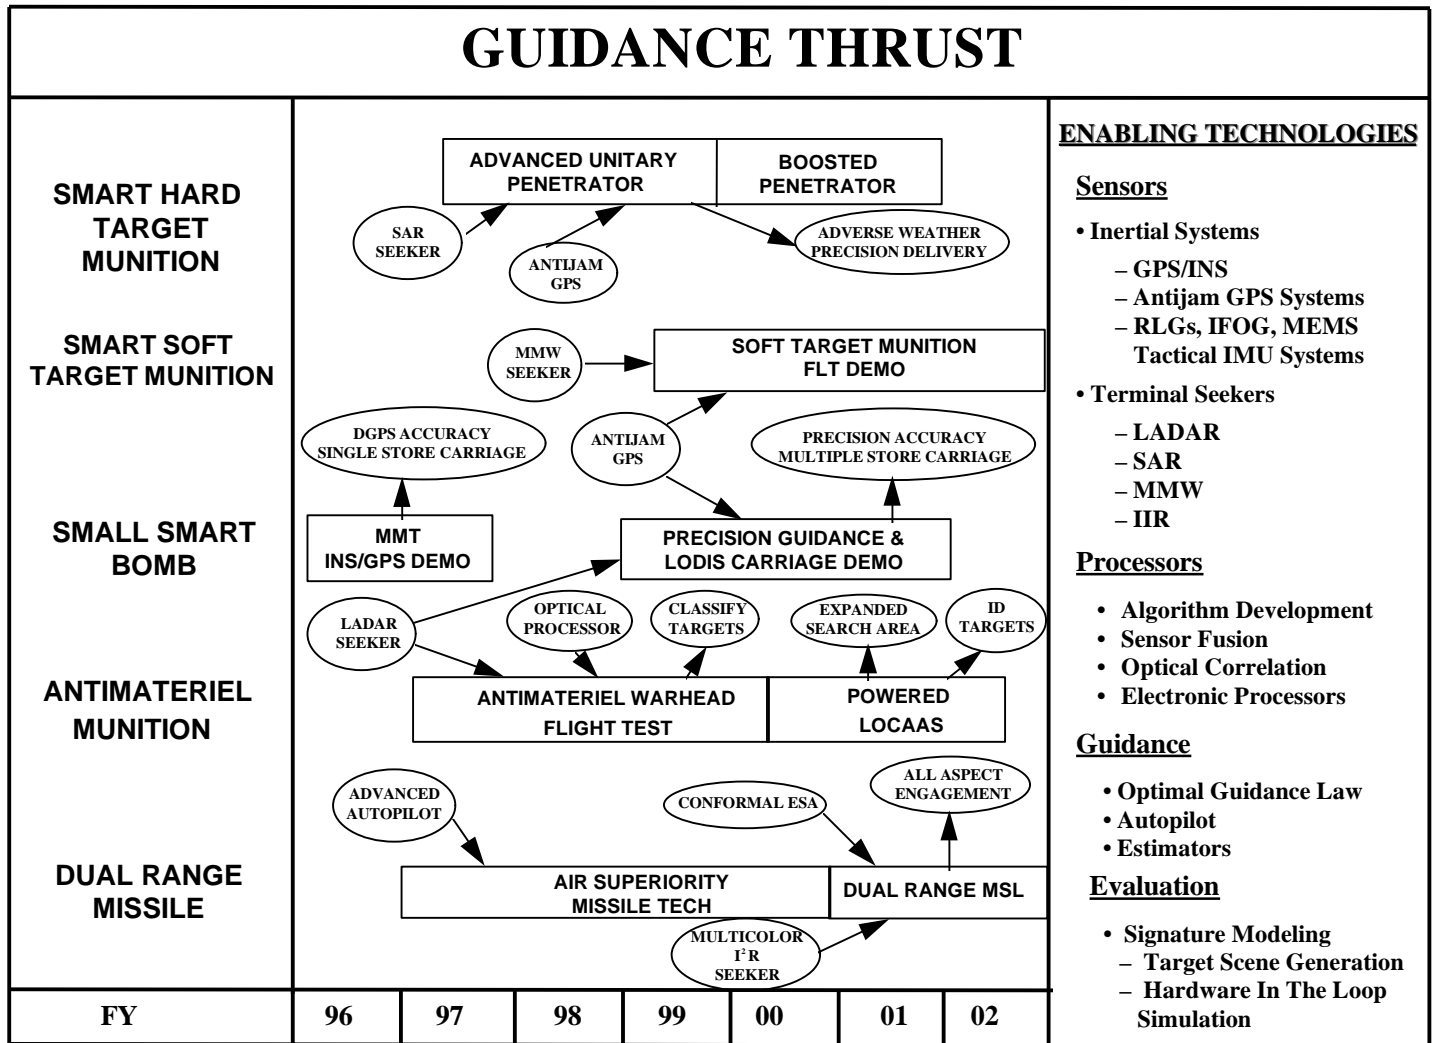 GUIDANCE THRUST
SMART HARD
TARGET
MUNITION
ADVANCED UNITARY
PENETRATOR
BOOSTED
PENETRATOR
SAR
SEEKER
ANTIJAM
GPS
ADVERSE WEATHER
PRECISION DELIVERY
SMART SOFT
TARGET MUNITION
MMW
SEEKER
SOFT TARGET MUNITION
FLT DEMO
DGPS ACCURACY
SINGLE STORE CARRIAGE
ANTIJAM
GPS
PRECISION ACCURACY
MULTIPLE STORE CARRIAGE
SMALL SMART
BOMB
MMT
INS/GPS DEMO
PRECISION GUIDANCE &
LODIS CARRIAGE DEMO
LADAR
SEEKER
OPTICAL
PROCESSOR
CLASSIFY
TARGETS
EXPANDED
SEARCH AREA
ID
TARGETS
ANTIMATERIEL
MUNITION
ANTIMATERIEL WARHEAD
FLIGHT TEST
POWERED
LOCAAS
ADVANCED
AUTOPILOT
CONFORMAL ESA
ALL ASPECT
ENGAGEMENT
DUAL RANGE
MISSILE
AIR SUPERIORITY
MISSILE TECH
DUAL RANGE MSL
MULTICOLOR
I²R
SEEKER
FY 96 97 98 99 00 01 02
ENABLING TECHNOLOGIES
Sensors
• Inertial Systems
– GPS/INS
– Antijam GPS Systems
– RLGs, IFOG, MEMS
Tactical IMU Systems
• Terminal Seekers
– LADAR
– SAR
– MMW
– IIR
Processors
• Algorithm Development
• Sensor Fusion
• Optical Correlation
• Electronic Processors
Guidance
• Optimal Guidance Law
• Autopilot
• Estimators
Evaluation
• Signature Modeling
– Target Scene Generation
– Hardware In The Loop
Simulation